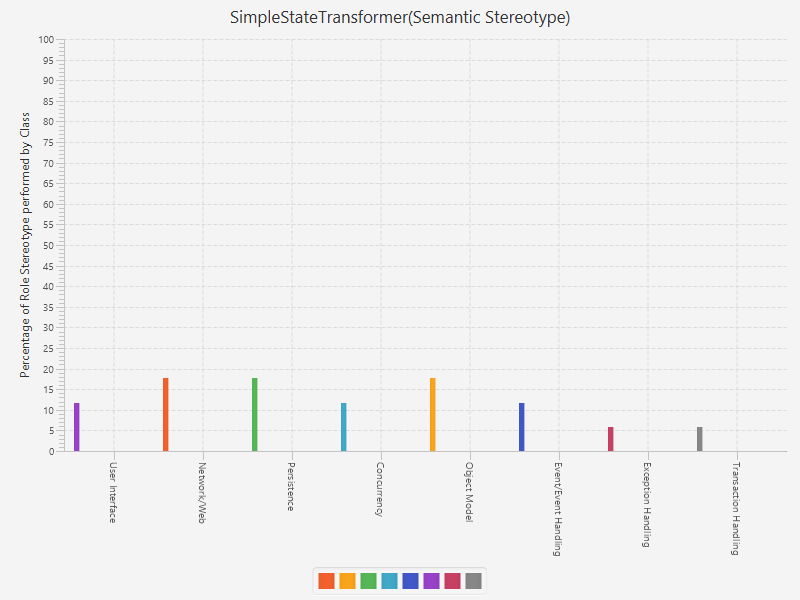 SimpleStateTransformer(Semantic Stereotype)
Percentage of Role Stereotype performed by Class
100
95
90
85
80
75
70
65
60
55
50
45
40
35
30
25
20
15
10
5
0
User Interface
Network/Web
Persistence
Concurrency
Object Model
Event/Event Handling
Exception Handling
Transaction Handling